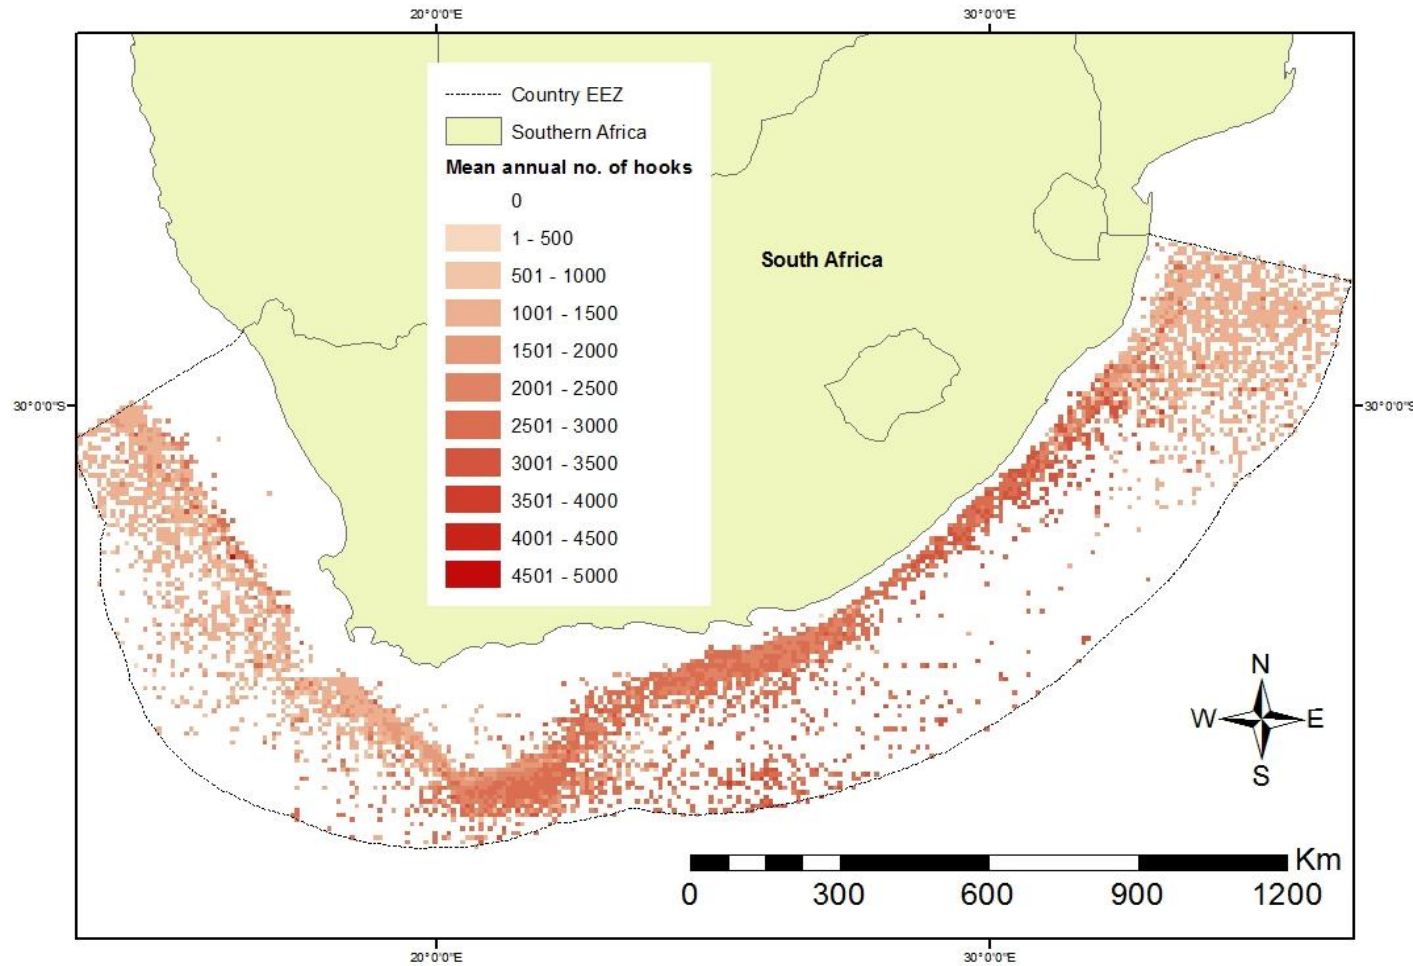 20°0'0"E
30°0'0"E
Country EEZ
Southern Africa
Mean annual no. of hooks
0
1 - 500
501 - 1000
1001 - 1500
1501 - 2000
2001 - 2500
2501 - 3000
3001 - 3500
3501 - 4000
4001 - 4500
4501 - 5000
South Africa
30°0'0"S
30°0'0"S
N
W
E
S
Km
0
300
600
900
1200
20°0'0"E
30°0'0"E